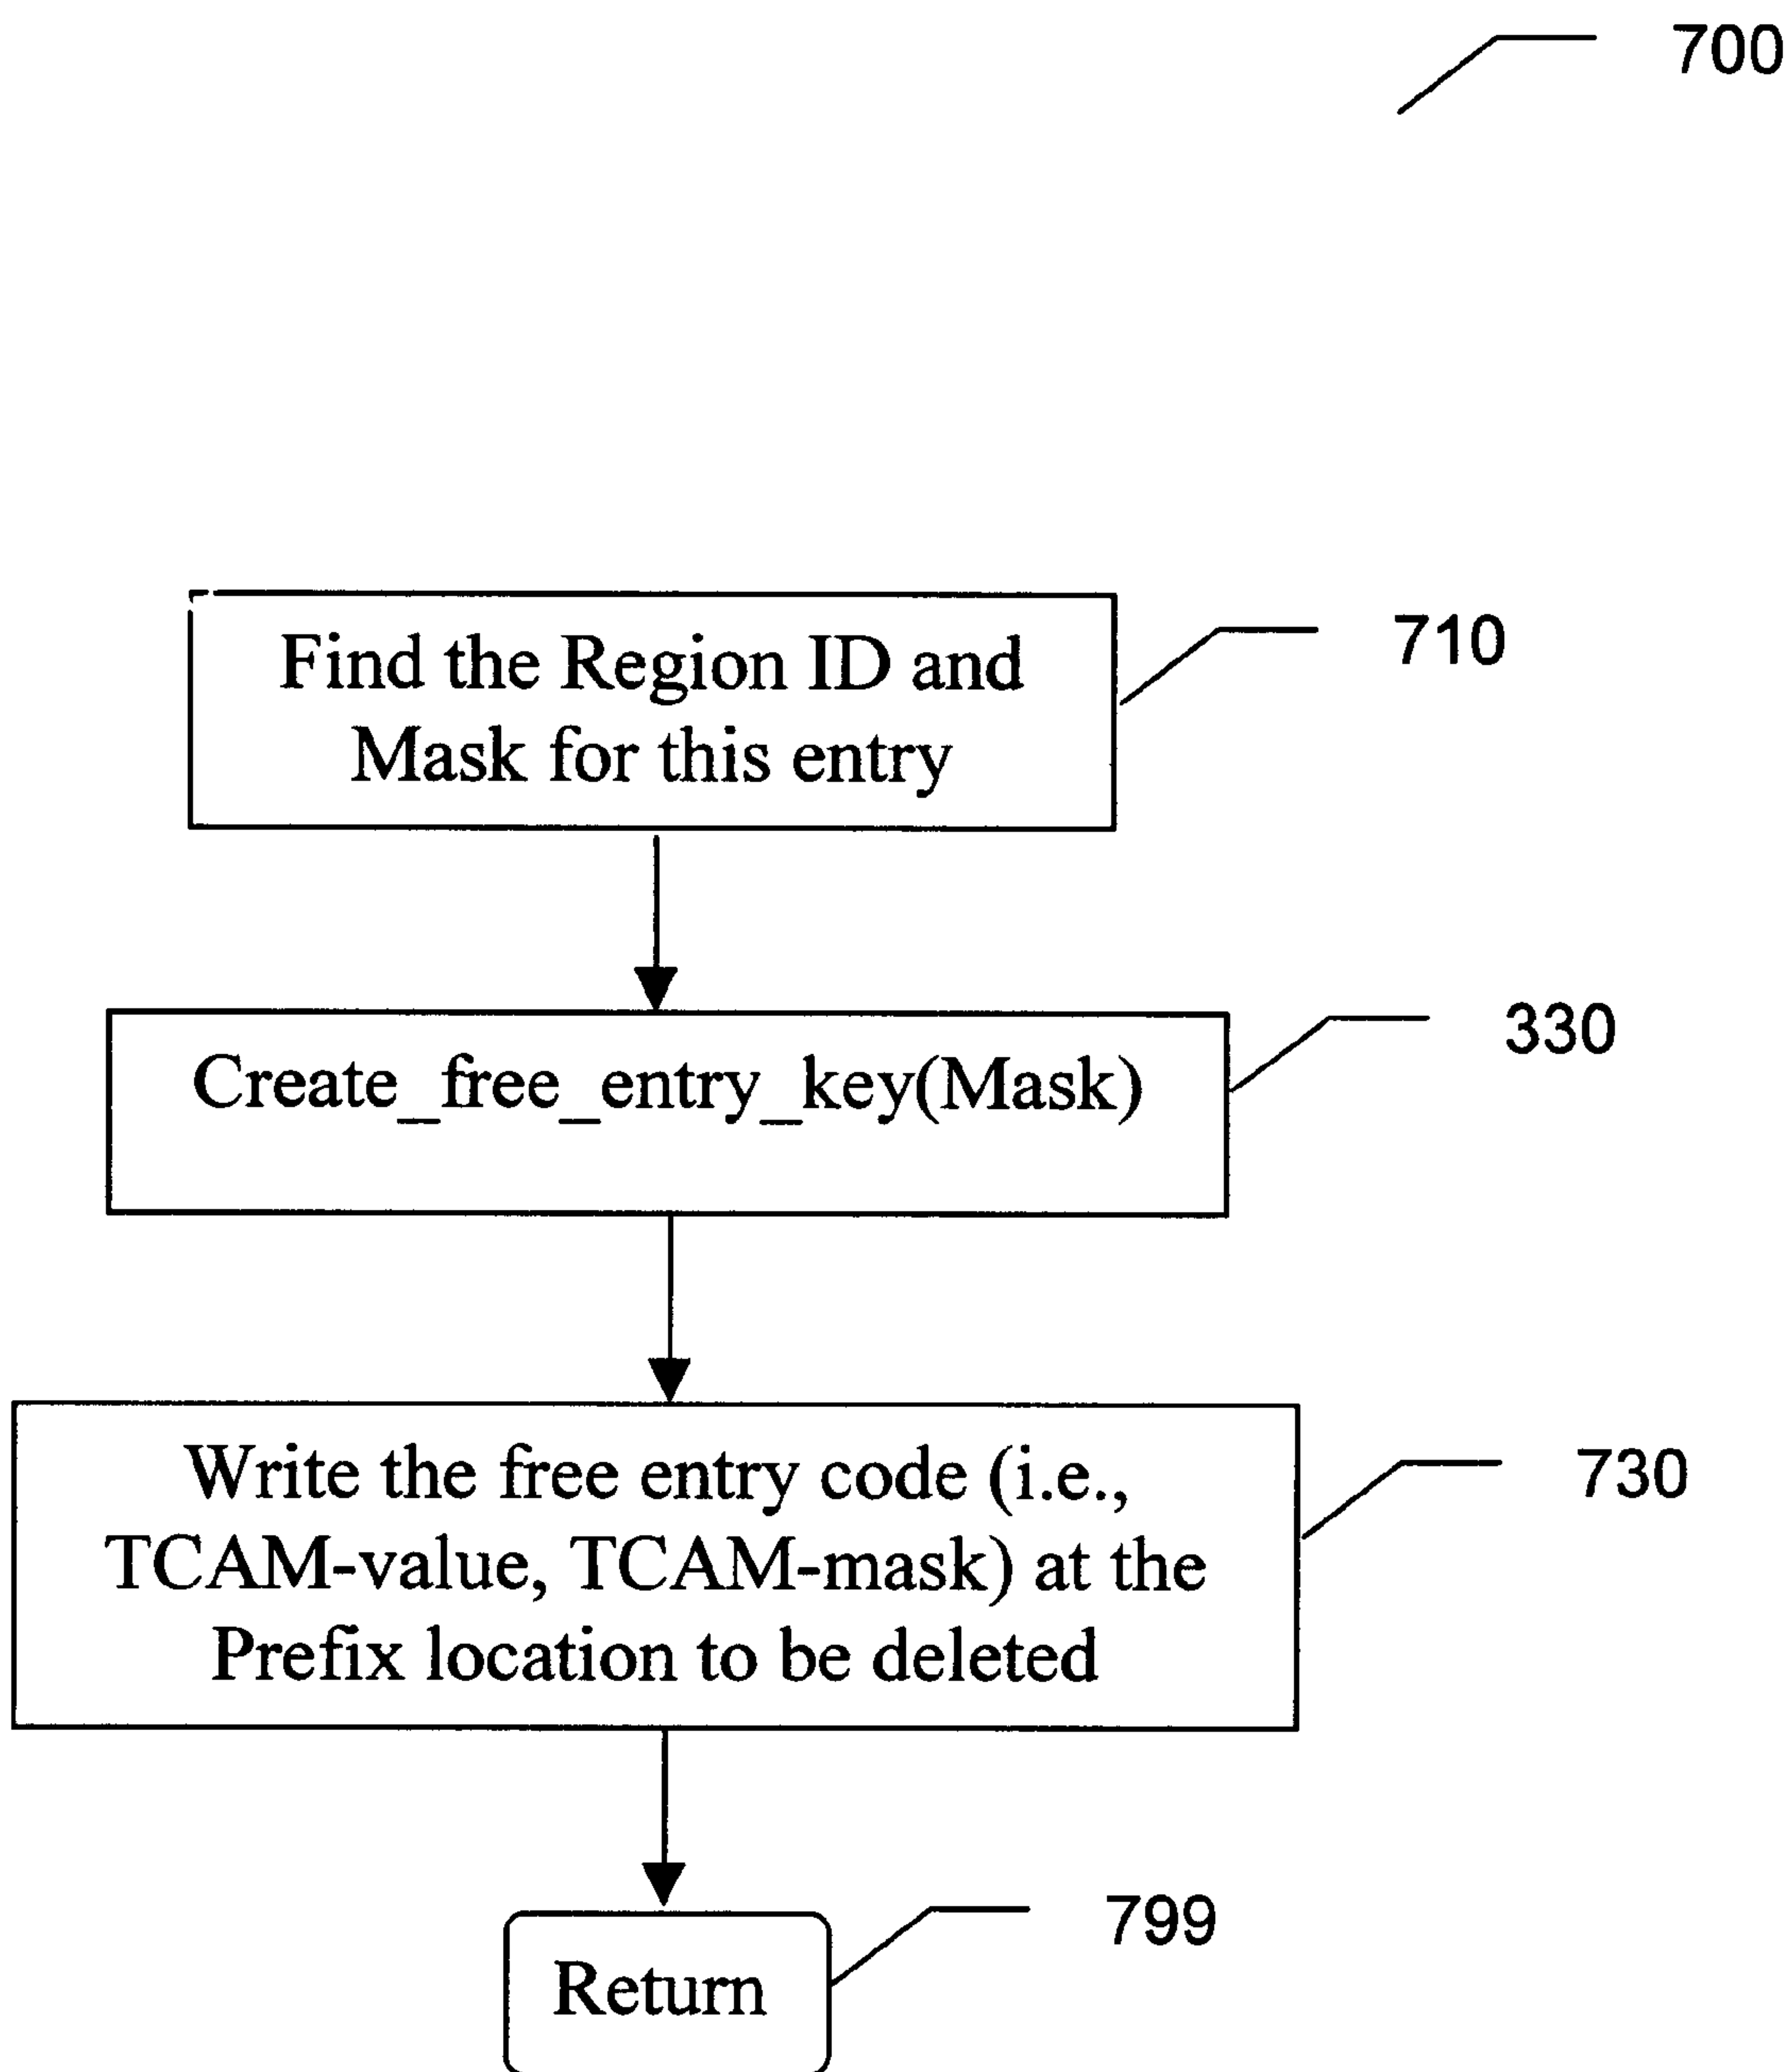 700
Find the Region ID and
Mask for this entry
710
Create_free_entry_key(Mask)
330
Write the free entry code (i.e.,
TCAM-value, TCAM-mask) at the
Prefix location to be deleted
730
Return
799